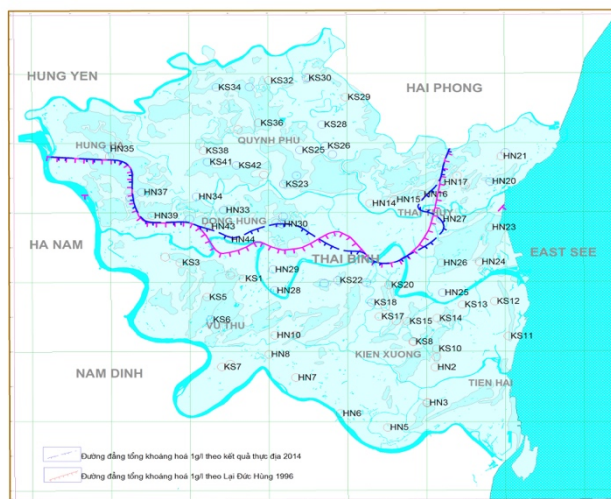 HUNG YEN
KS34
KS32
KS30
KS29
HAI PHONG
KS36
KS28
QUYNH PHU
HUNG HA
HN35
KS38
KS25
KS26
KS41
KS42
HN21
HN37
KS23
HN17
HN20
HN34
HN14
HN15
HN16
HN39
HN33
THAI THUY
DONG HUNG
HN30
HN27
HN43
HN23
HN44
HA NAM
EAST SEE
THAI BINH
KS3
HN26
HN24
HN29
KS1
KS22
KS20
HN28
HN25
KS5
KS18
KS13
KS12
KS6
KS17
KS15
KS14
VU THU
HN10
KS11
KS8
HN8
KIEN XUONG
KS10
KS7
HN2
NAM DINH
HN7
TIEN HAI
HN3
HN6
HN5
Đường đẳng tổng khoáng hoá 1g/l theo kết quả thực địa 2014
Đường đẳng tổng khoáng hoá 1g/l theo Lại Đức Hùng 1996